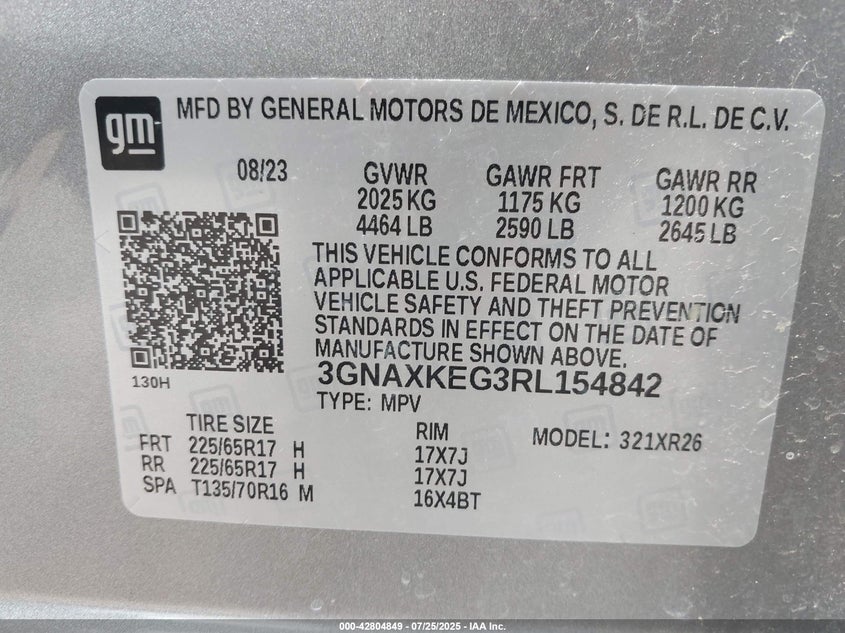 gm
MFD BY GENERAL MOTORS DE MEXICO, S. DE R.L. DE C.V.
08/23
GVWR GAWR FRT GAWR RR
2025 KG 1175 KG 1200 KG
4464 LB 2590 LB 2645 LB
THIS VEHICLE CONFORMS TO ALL
APPLICABLE U.S. FEDERAL MOTOR
VEHICLE SAFETY AND THEFT PREVENTION
STANDARDS IN EFFECT ON THE DATE OF
MANUFACTURE SHOWN ABOVE.
130H
3GNAXKEG3RL154842
TYPE: MPV
TIRE SIZE RIM MODEL: 321XR26
FRT 225/65R17 H 17X7J
RR 225/65R17 H 17X7J
SPA T135/70R16 M 16X4BT
000-42804849 - 07/25/2025 - IAA Inc.